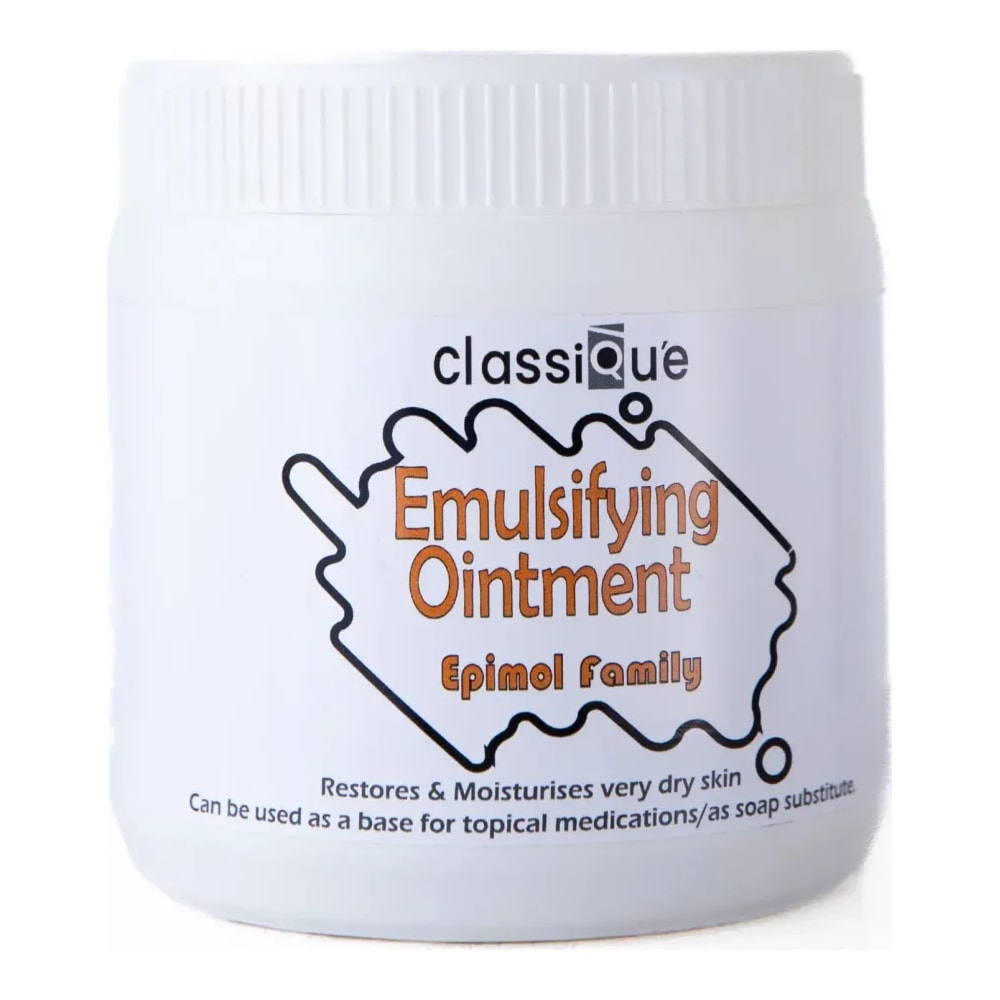 classiQu'e
Emulsifying
Ointment
Epimol Family
Restores & Moisturises very dry skin
Can be used as a base for topical medications/as soap substitute.